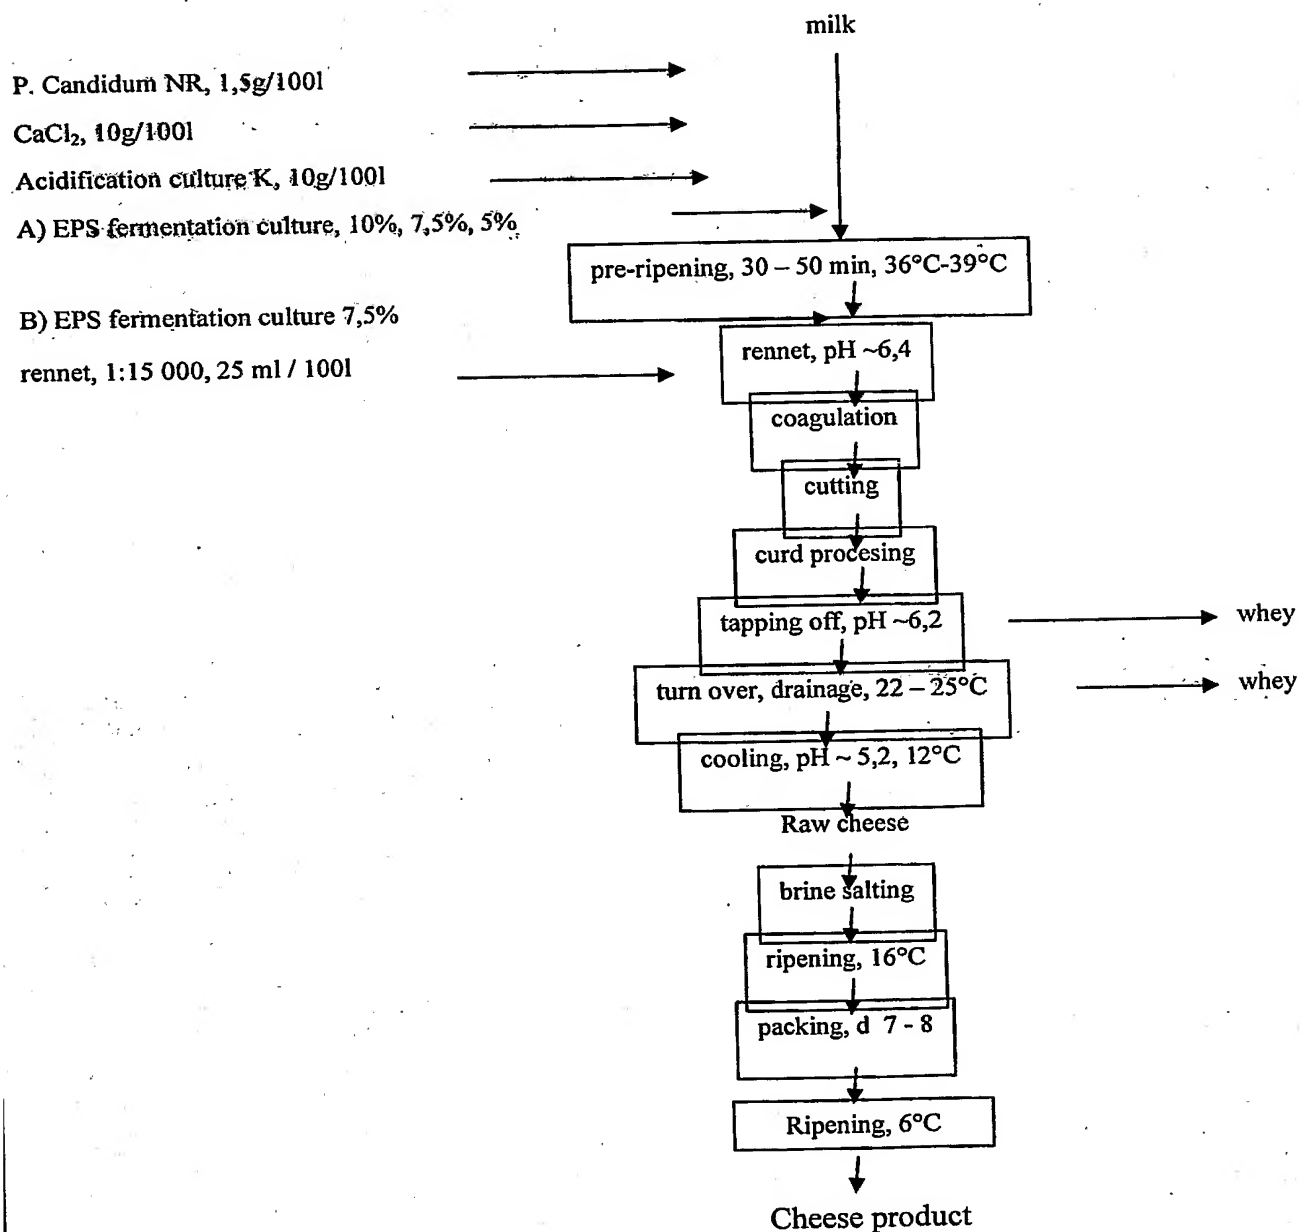 milk
P. Candidum NR, 1,5g/100l
CaCl₂, 10g/100l
Acidification culture K, 10g/100l
A) EPS fermentation culture, 10%, 7,5%, 5%
pre-ripening, 30 – 50 min, 36°C-39°C
B) EPS fermentation culture 7,5%
rennet, pH ~6,4
rennet, 1:15 000, 25 ml / 100l
coagulation
cutting
curd procesing
tapping off, pH ~6,2
whey
turn over, drainage, 22 – 25°C
whey
cooling, pH ~ 5,2, 12°C
Raw cheese
brine salting
ripening, 16°C
packing, d 7 - 8
Ripening, 6°C
Cheese product